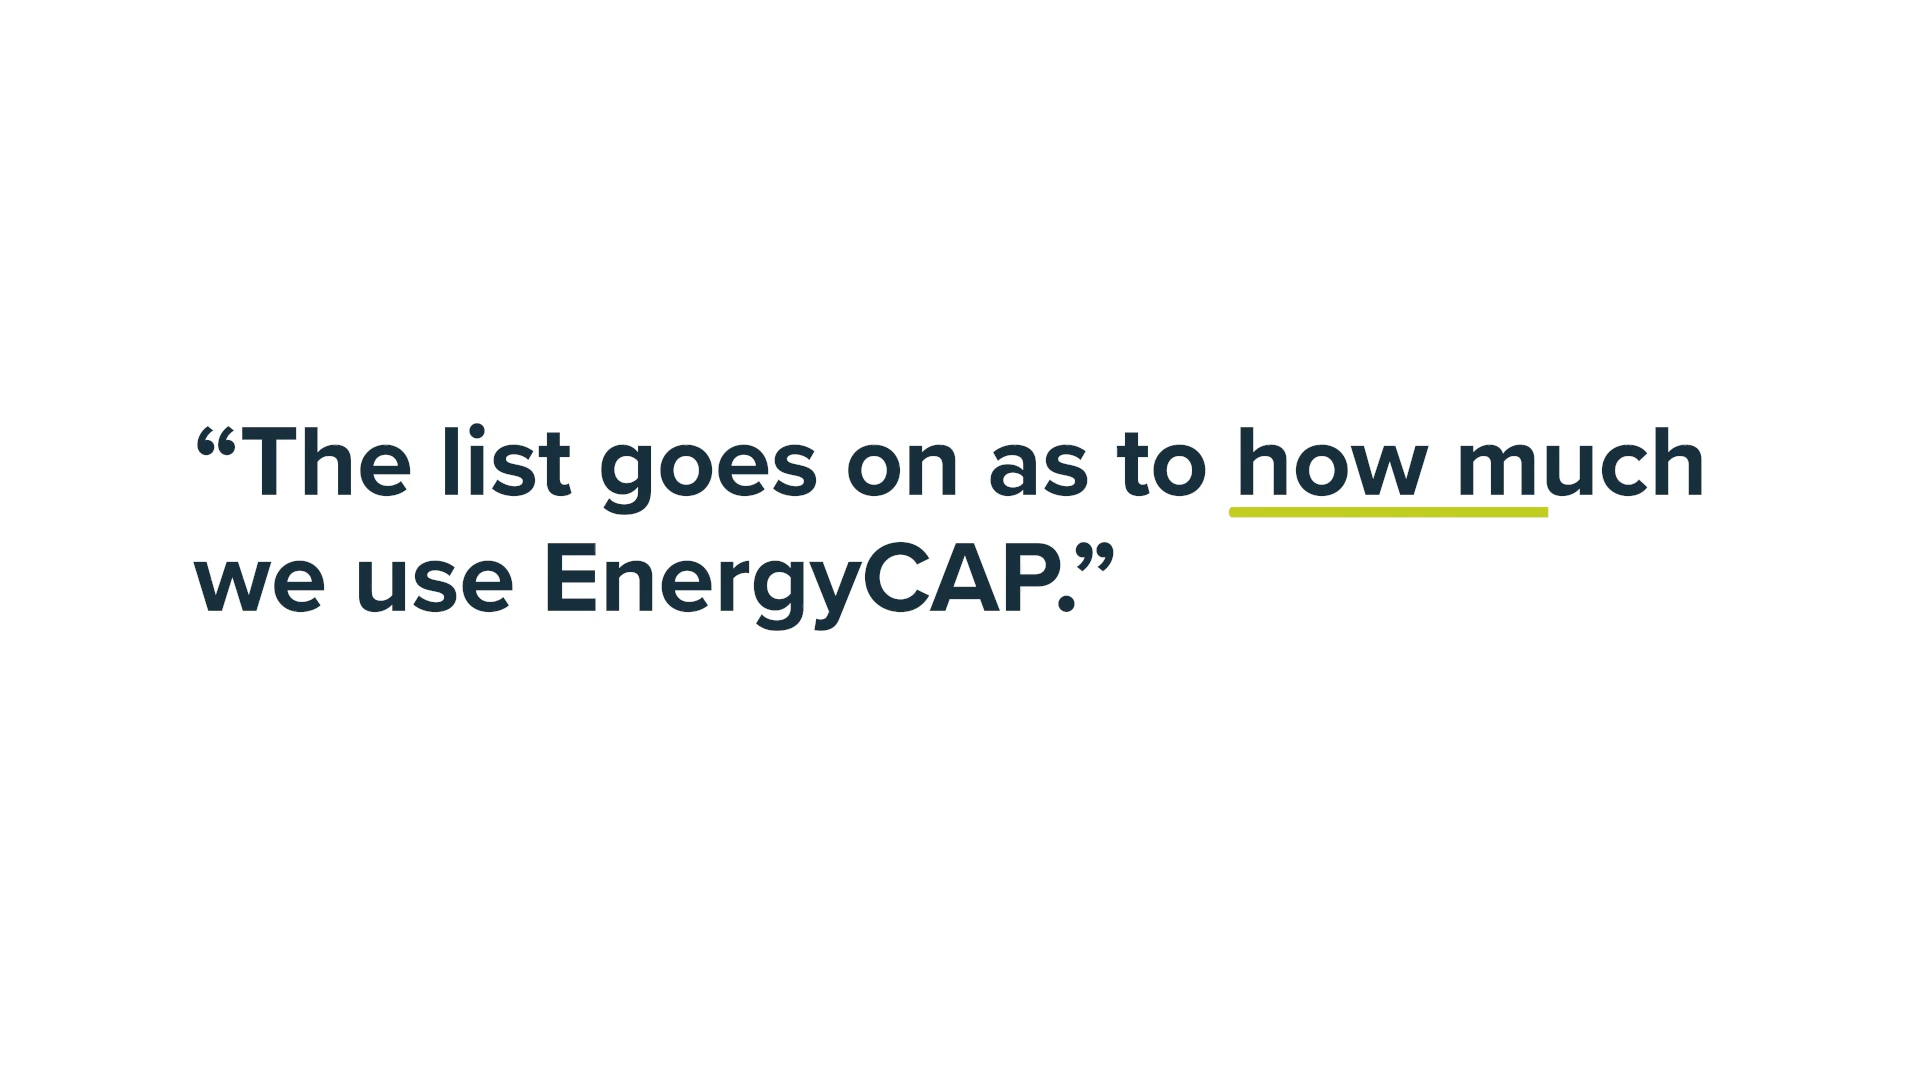 “The list goes on as to how much
we use EnergyCAP.”